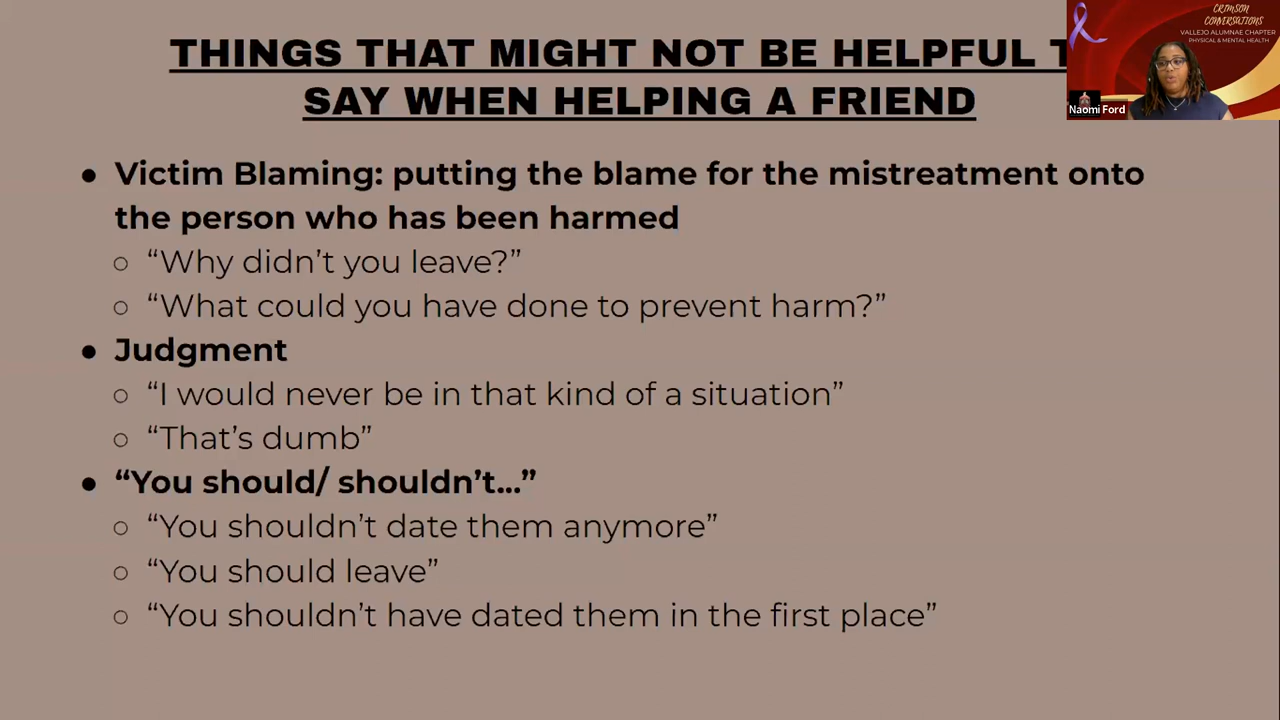 THINGS THAT MIGHT NOT BE HELPFUL T
SAY WHEN HELPING A FRIEND
CRIMSON
CONVERSATIONS
VALLEJO ALUMNAE CHAPTER
PHYSICAL & MENTAL HEALTH
Naomi Ford
● Victim Blaming: putting the blame for the mistreatment onto
the person who has been harmed
○ “Why didn’t you leave?”
○ “What could you have done to prevent harm?”
● Judgment
○ “I would never be in that kind of a situation”
○ “That’s dumb”
● “You should/ shouldn’t...”
○ “You shouldn’t date them anymore”
○ “You should leave”
○ “You shouldn’t have dated them in the first place”